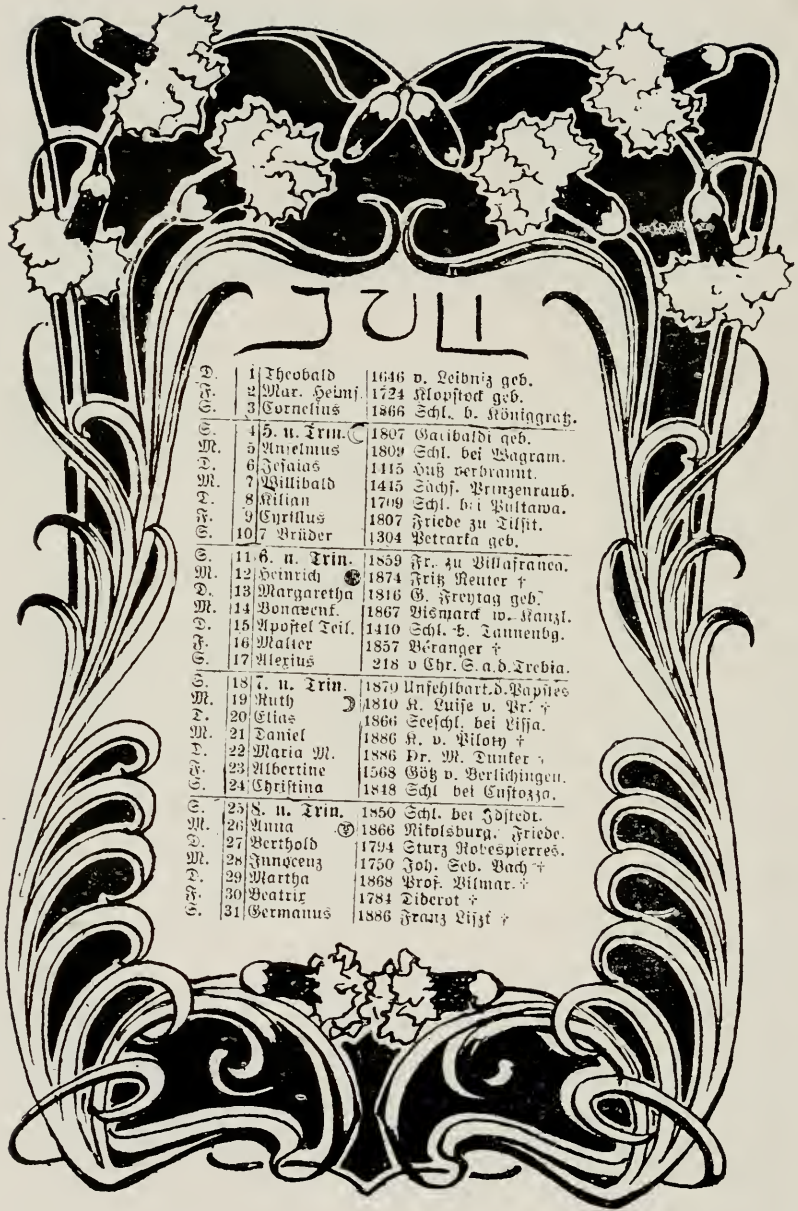 JULI
D. 1 Theobald 1646 v. Leibniz geb.
F. 2 Mar. Heims. 1724 Klopstock geb.
S. 3 Cornelius 1866 Schl. b. Königgrätz.
S. 4 5. n. Trin. 1807 Garibaldi geb.
M. 5 Anselmus 1809 Schl. bei Wagram.
D. 6 Jesaias 1415 Huß verbrannt.
M. 7 Willibald 1445 Sächs. Prinzenraub.
D. 8 Kilian 1709 Schl. bei Pultawa.
F. 9 Cyrillus 1807 Friede zu Tilsit.
S. 10 7 Brüder 1304 Petrarka geb.
S. 11 6. n. Trin. 1859 Fr. zu Villafranca.
M. 12 Heinrich 1874 Fritz Reuter †
D. 13 Margaretha 1816 G. Freytag geb.
M. 14 Bonavent. 1867 Bismarck w. Kanzl.
D. 15 Apostel Teil. 1410 Schl. b. Tannenbg.
F. 16 Walter 1857 Béranger †
S. 17 Alexius 218 v Chr. S. a. d. Trebia.
S. 18 7. n. Trin. 1870 Unfehlbark. d. Papstes
M. 19 Ruth 1810 K. Luise v. Pr. †
D. 20 Elias 1866 Seeschl. bei Lissa.
M. 21 Daniel 1886 K. v. Piloty †
D. 22 Maria M. 1886 Dr. M. Dunker †
F. 23 Albertine 1568 Götz v. Berlichingen.
S. 24 Christina 1848 Schl bei Custozza.
S. 25 8. n. Trin. 1850 Schl. bei Idstedt.
M. 26 Anna 1866 Nikolsburg. Friede.
D. 27 Berthold 1794 Sturz Robespierres.
M. 28 Innocenz 1750 Joh. Seb. Bach †
D. 29 Martha 1868 Prof. Vilmar. †
F. 30 Beatrix 1784 Diderot †
S. 31 Germanus 1886 Franz Liszt †